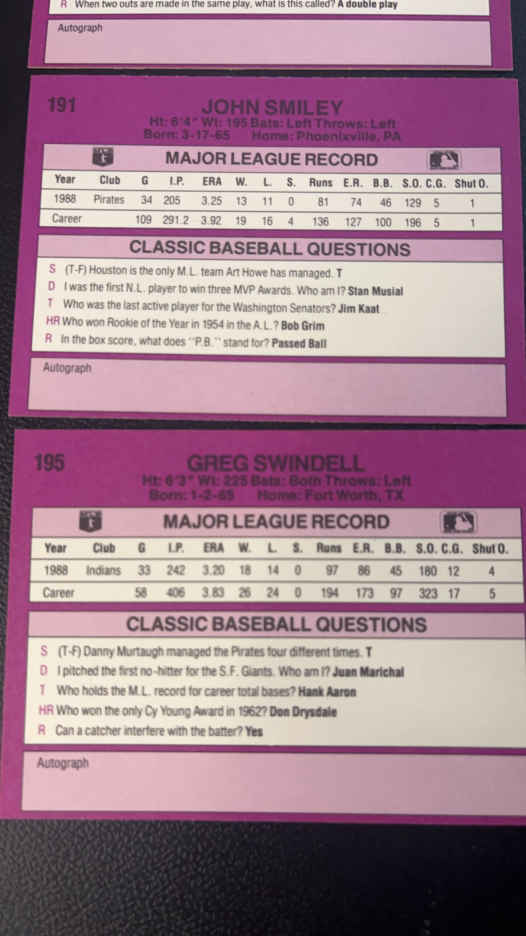 R When two outs are made in the same play, what is this called? A double play
Autograph
191
JOHN SMILEY
Ht: 6'4" Wt: 195 Bats: Left Throws: Left
Born: 3-17-65 Home: Phoenixville, PA
MAJOR LEAGUE RECORD
Year Club G I.P. ERA W. L. S. Runs E.R. B.B. S.O. C.G. Shut O.
1988 Pirates 34 205 3.25 13 11 0 81 74 46 129 5 1
Career 109 291.2 3.92 19 16 4 136 127 100 196 5 1
CLASSIC BASEBALL QUESTIONS
S (T-F) Houston is the only M.L. team Art Howe has managed. T
D I was the first N.L. player to win three MVP Awards. Who am I? Stan Musial
T Who was the last active player for the Washington Senators? Jim Kaat
HR Who won Rookie of the Year in 1954 in the A.L.? Bob Grim
R In the box score, what does "P.B." stand for? Passed Ball
Autograph
195
GREG SWINDELL
Ht: 6'3" Wt: 225 Bats: Both Throws: Left
Born: 1-2-65 Home: Fort Worth, TX
MAJOR LEAGUE RECORD
Year Club G I.P. ERA W. L. S. Runs E.R. B.B. S.O. C.G. Shut O.
1988 Indians 33 242 3.20 18 14 0 97 86 45 180 12 4
Career 58 406 3.83 26 24 0 194 173 97 323 17 5
CLASSIC BASEBALL QUESTIONS
S (T-F) Danny Murtaugh managed the Pirates four different times. T
D I pitched the first no-hitter for the S.F. Giants. Who am I? Juan Marichal
T Who holds the M.L. record for career total bases? Hank Aaron
HR Who won the only Cy Young Award in 1962? Don Drysdale
R Can a catcher interfere with the batter? Yes
Autograph